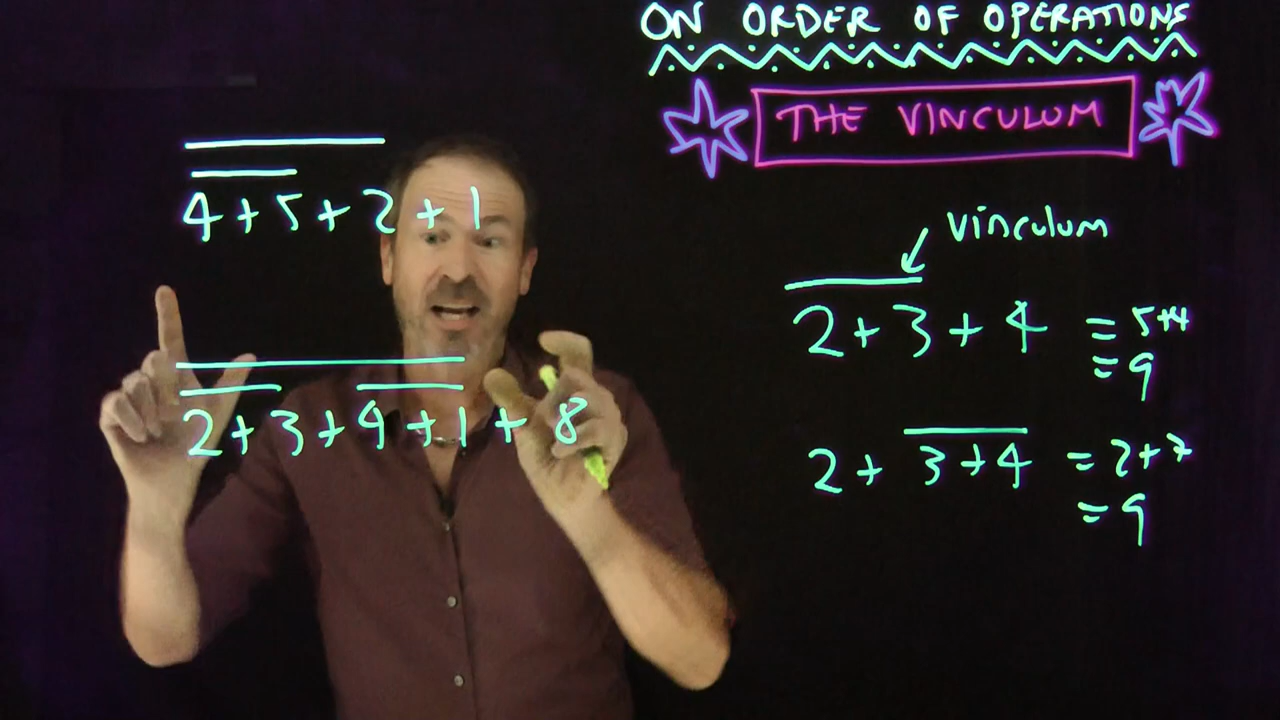 ON ORDER OF OPERATIONS
THE VINCULUM
4+5+2+1
2+3+4+1+8
vinculum
2+3+4 = 5+4
= 9
2+ 3+4 = 2+7
= 9